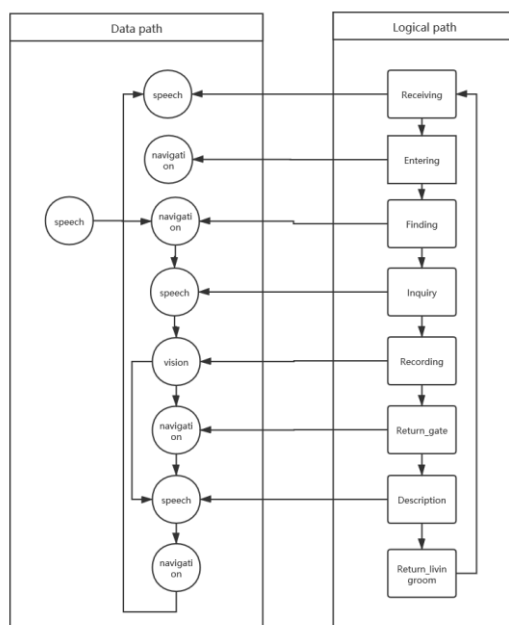 Data path
Logical path
speech
Receiving
navigati
on
Entering
speech
navigati
on
Finding
speech
Inquiry
vision
Recording
navigati
on
Return_gate
speech
Description
navigati
on
Return_livin
groom